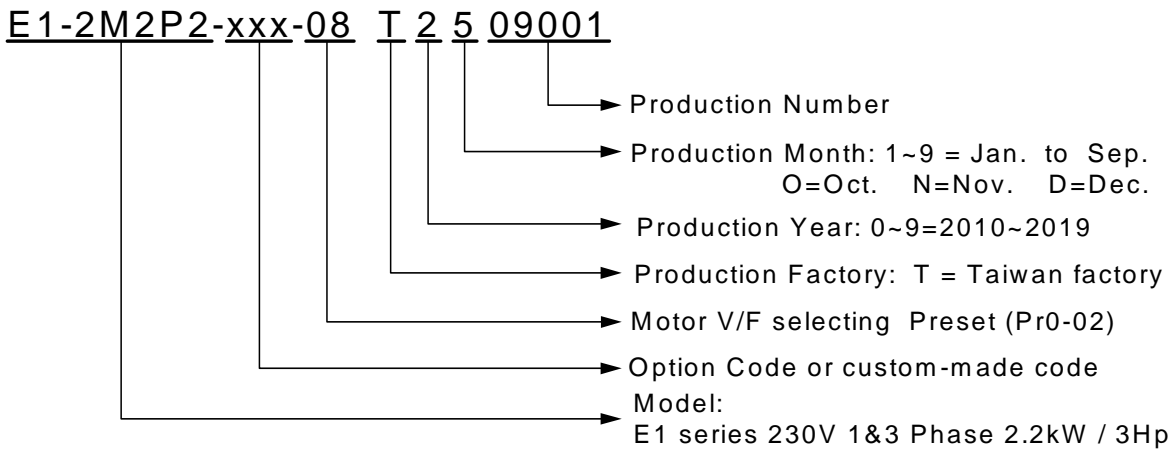 E1-2M2P2-xxx-08 T 2 5 09001
Production Number
Production Month: 1~9 = Jan. to Sep.
O=Oct. N=Nov. D=Dec.
Production Year: 0~9=2010~2019
Production Factory: T = Taiwan factory
Motor V/F selecting Preset (Pr0-02)
Option Code or custom-made code
Model:
E1 series 230V 1&3 Phase 2.2kW / 3Hp